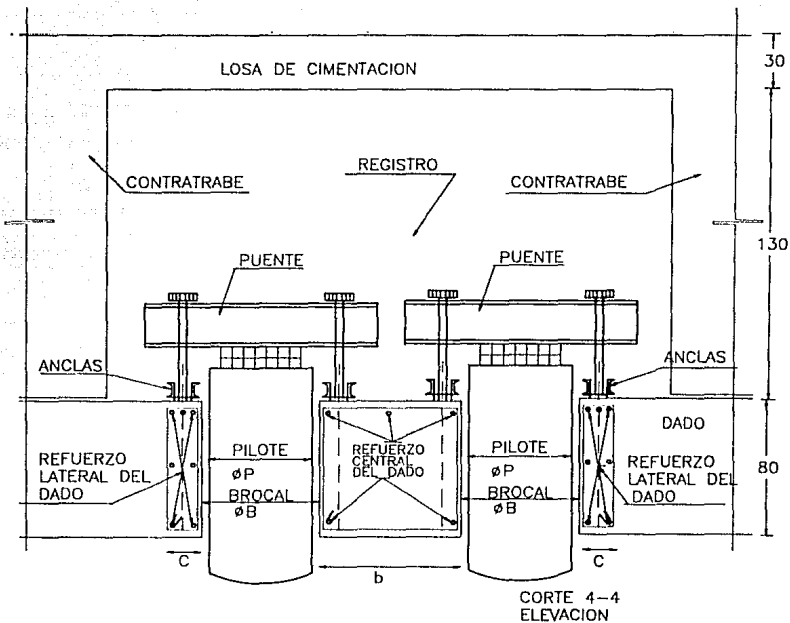 30
LOSA DE CIMENTACION
CONTRATRABE
REGISTRO
CONTRATRABE
130
PUENTE
PUENTE
ANCLAS
ANCLAS
DADO
REFUERZO
LATERAL DEL
DADO
PILOTE
øP
BROCAL
øB
REFUERZO
CENTRAL
DEL DADO
PILOTE
øP
BROCAL
øB
REFUERZO
LATERAL DEL
DADO
80
C
b
C
CORTE 4-4
ELEVACION